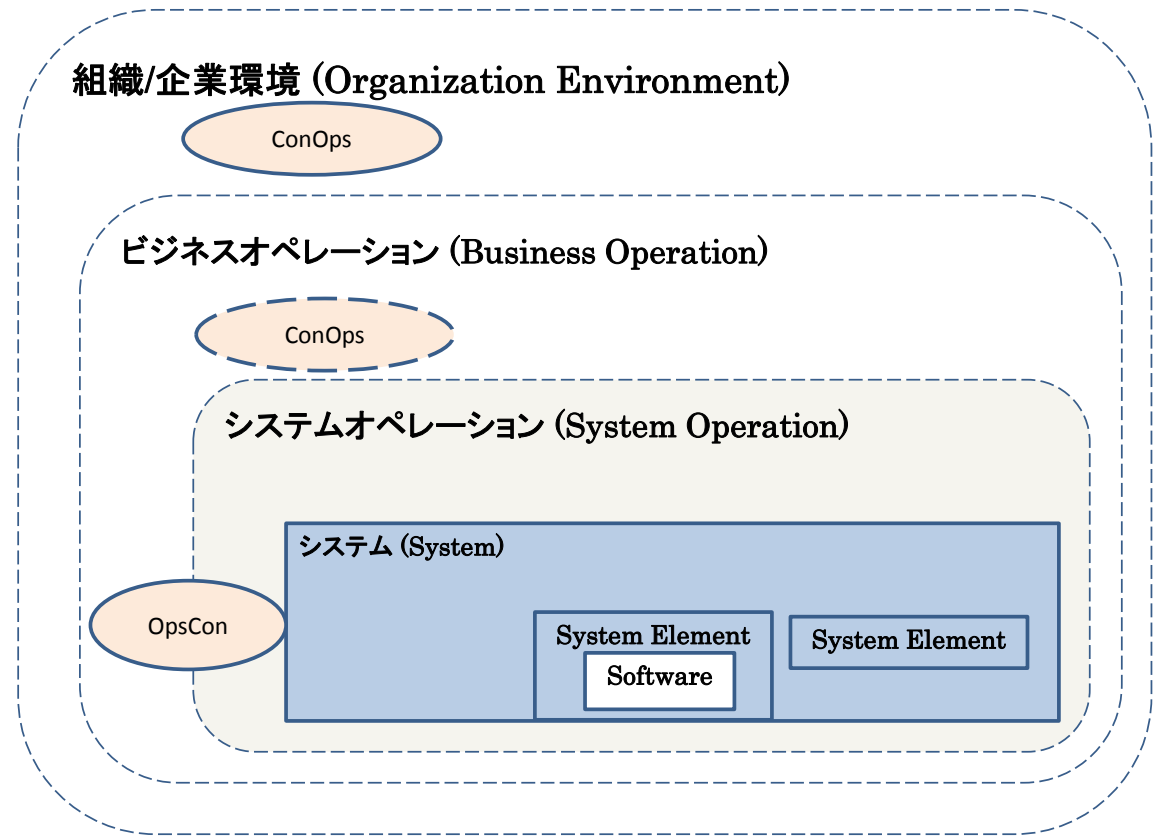 組織/企業環境 (Organization Environment)
ConOps
ビジネスオペレーション (Business Operation)
ConOps
システムオペレーション (System Operation)
システム (System)
OpsCon
System Element
Software
System Element